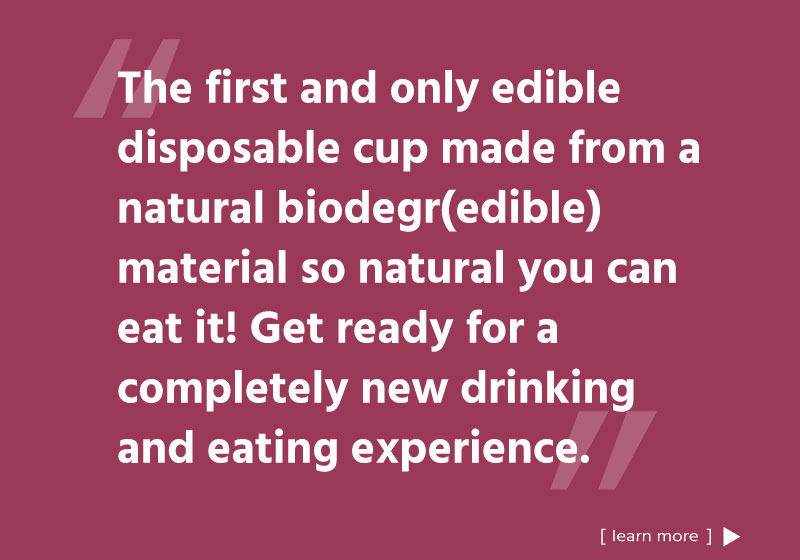 The first and only edible
disposable cup made from a
natural biodegr(edible)
material so natural you can
eat it! Get ready for a
completely new drinking
and eating experience.
[ learn more ]